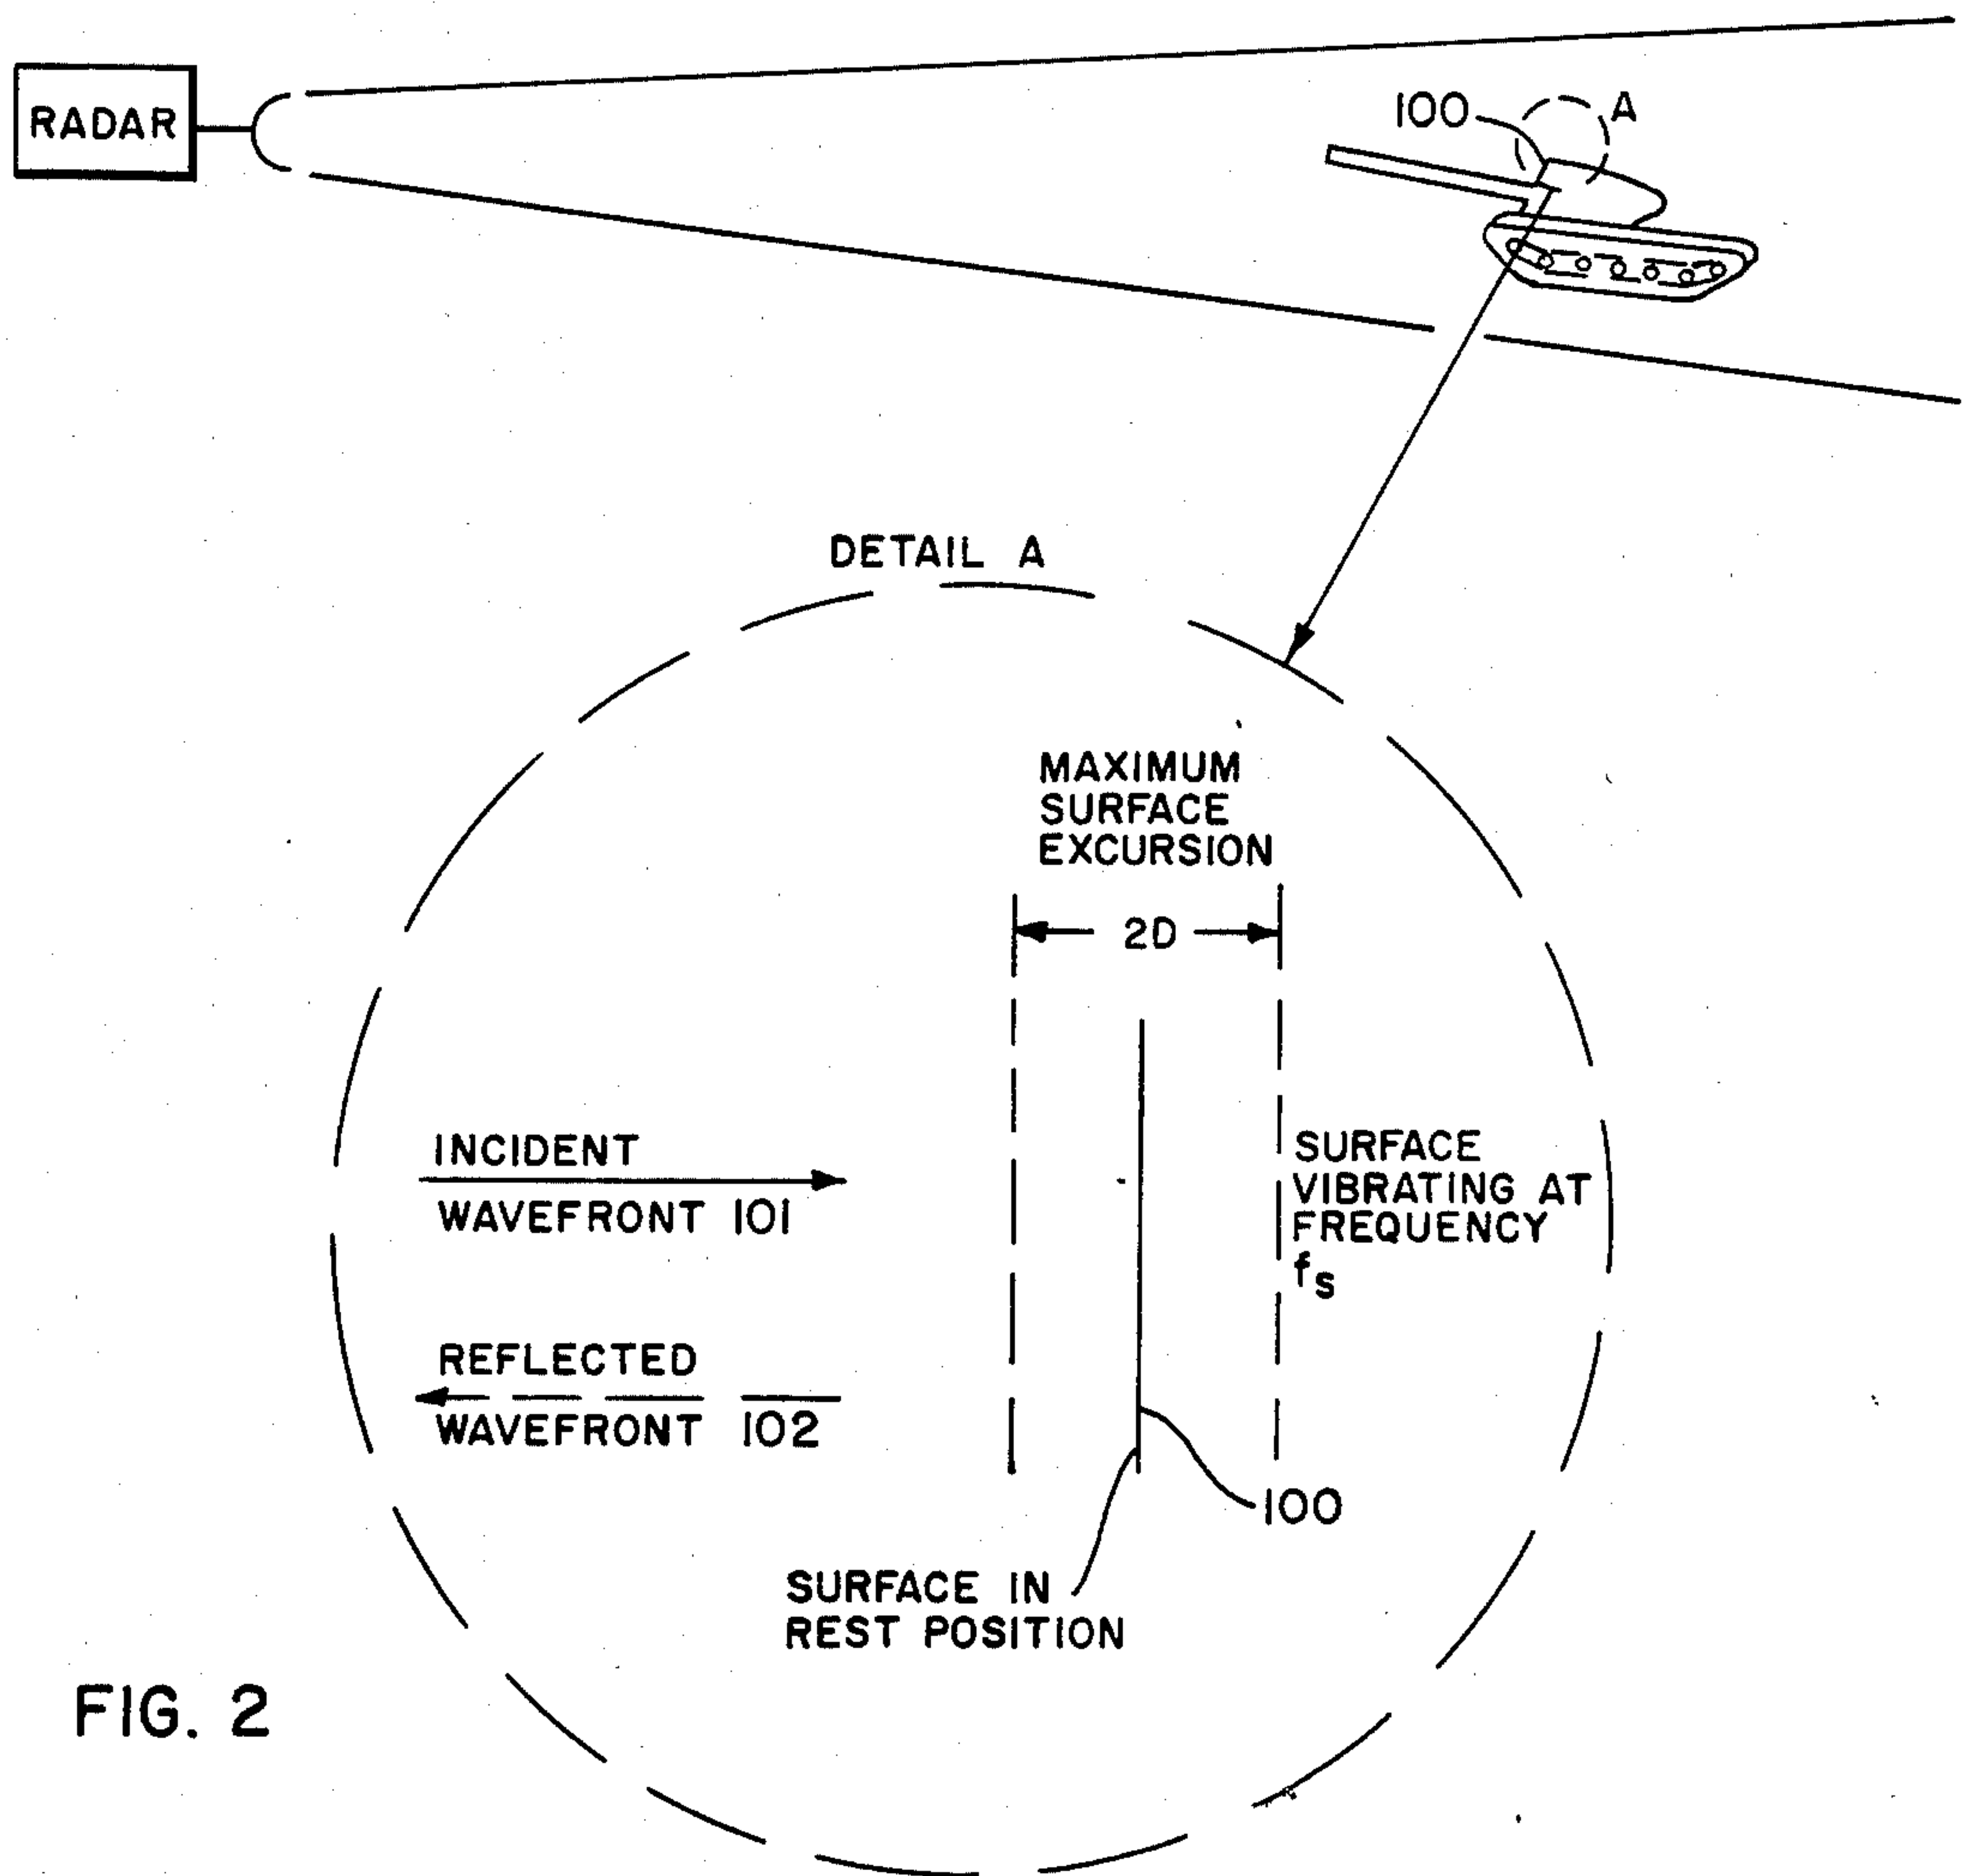 RADAR
100
A
DETAIL A
MAXIMUM
SURFACE
EXCURSION
2D
INCIDENT
WAVEFRONT 101
SURFACE
VIBRATING AT
FREQUENCY
fs
REFLECTED
WAVEFRONT 102
100
SURFACE IN
REST POSITION
FIG. 2